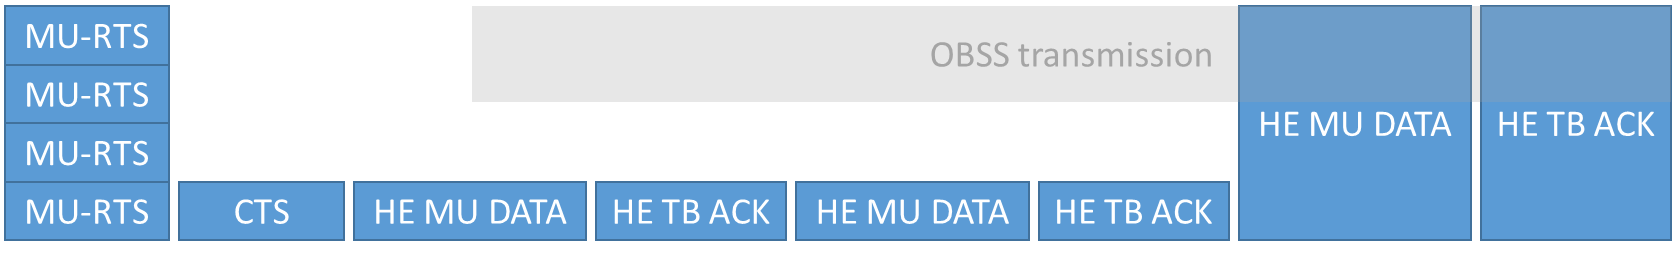 MU-RTS
MU-RTS
MU-RTS
MU-RTS
CTS
HE MU DATA
HE TB ACK
HE MU DATA
HE TB ACK
OBSS transmission
HE MU DATA
HE TB ACK